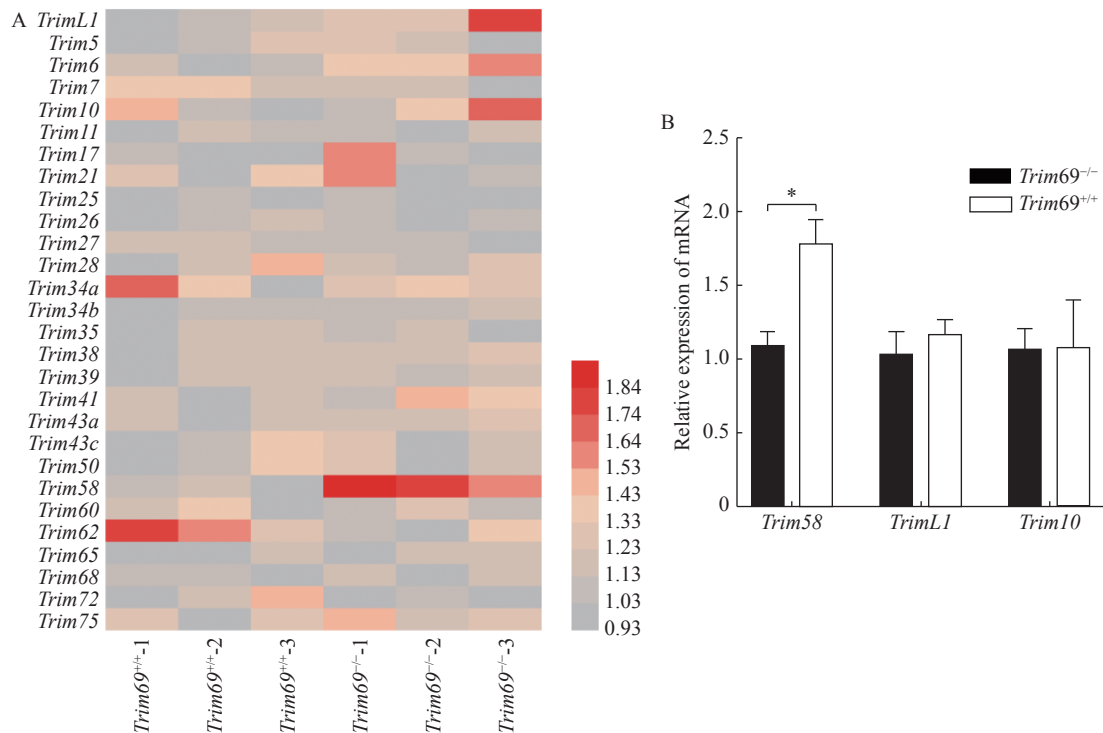 A
TrimL1
Trim5
Trim6
Trim7
Trim10
Trim11
Trim17
Trim21
Trim25
Trim26
Trim27
Trim28
Trim34a
Trim34b
Trim35
Trim38
Trim39
Trim41
Trim43a
Trim43c
Trim50
Trim58
Trim60
Trim62
Trim65
Trim68
Trim72
Trim75
Trim69⁺/⁺-1
Trim69⁺/⁺-2
Trim69⁺/⁺-3
Trim69⁻/⁻-1
Trim69⁻/⁻-2
Trim69⁻/⁻-3
1.84
1.74
1.64
1.53
1.43
1.33
1.23
1.13
1.03
0.93
B
Relative expression of mRNA
2.5
2.0
1.5
1.0
0.5
0
*
Trim69⁻/⁻
Trim69⁺/⁺
Trim58
TrimL1
Trim10